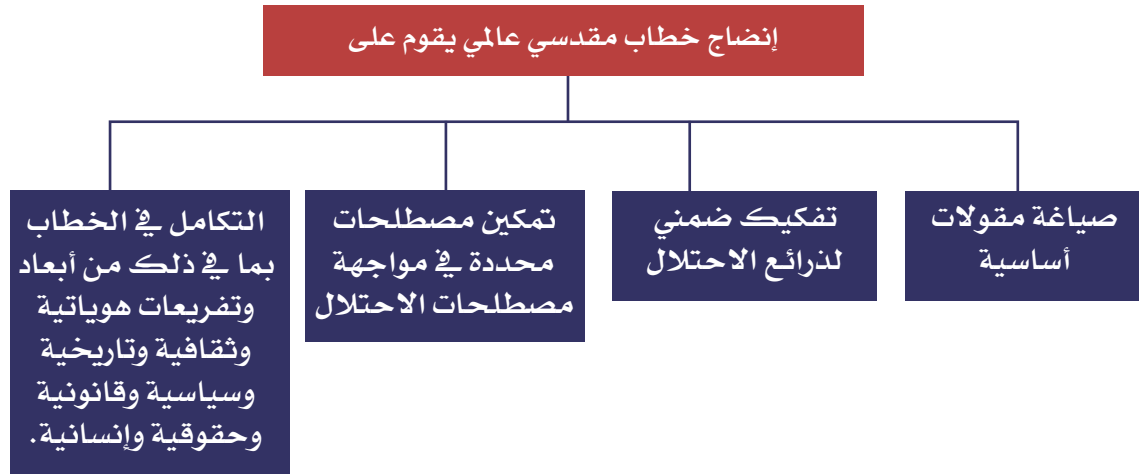 إنضاج خطاب مقدسي عالمي يقوم على
صياغة مقولات
أساسية
تفكيك ضمني
لذرائع الاحتلال
تمكين مصطلحات
محددة في مواجهة
مصطلحات الاحتلال
التكامل في الخطاب
بما في ذلك من أبعاد
وتفريعات هوياتية
وثقافية وتاريخية
وسياسية وقانونية
وحقوقية وإنسانية.